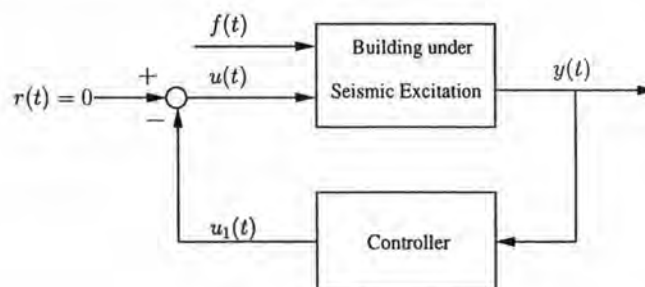 f(t)
Building under
+
u(t)
Seismic Excitation
y(t)
r(t) = 0
−
u₁(t)
Controller